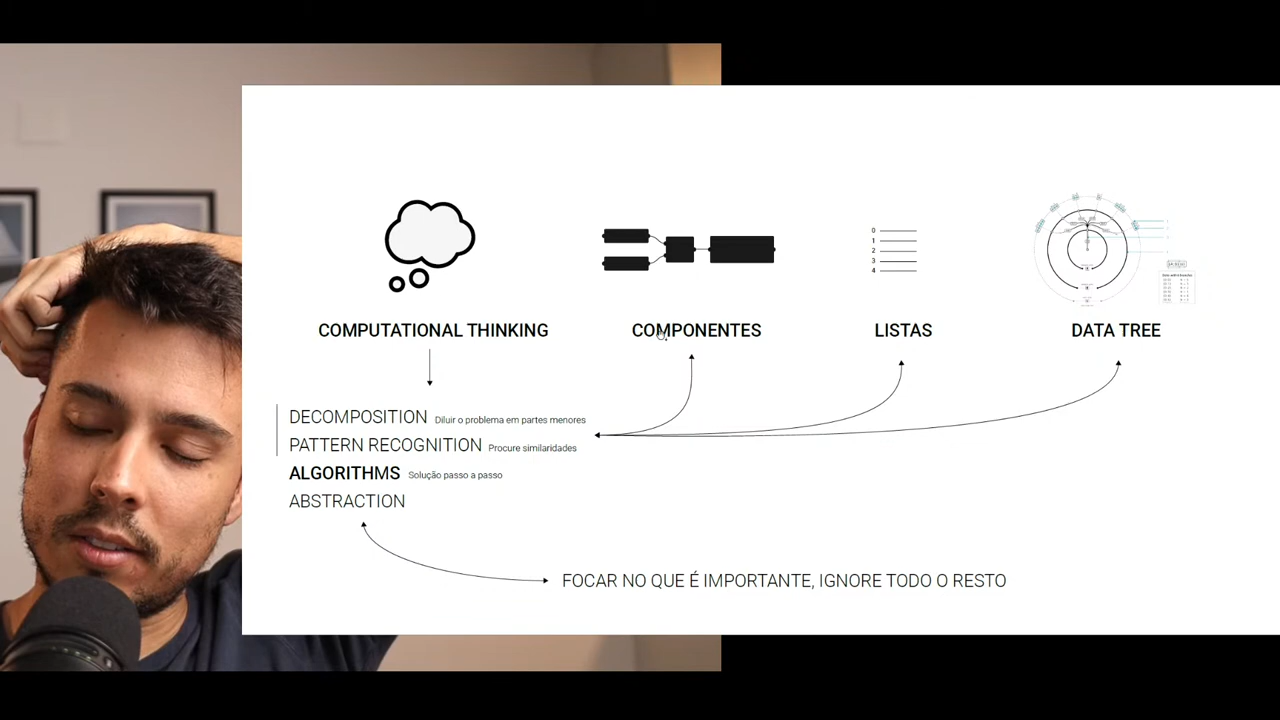 0
1
2
3
4
COMPUTATIONAL THINKING
COMPONENTES
LISTAS
DATA TREE
DECOMPOSITION Diluir o problema em partes menores
PATTERN RECOGNITION Procure similaridades
ALGORITHMS Solução passo a passo
ABSTRACTION
FOCAR NO QUE É IMPORTANTE, IGNORE TODO O RESTO